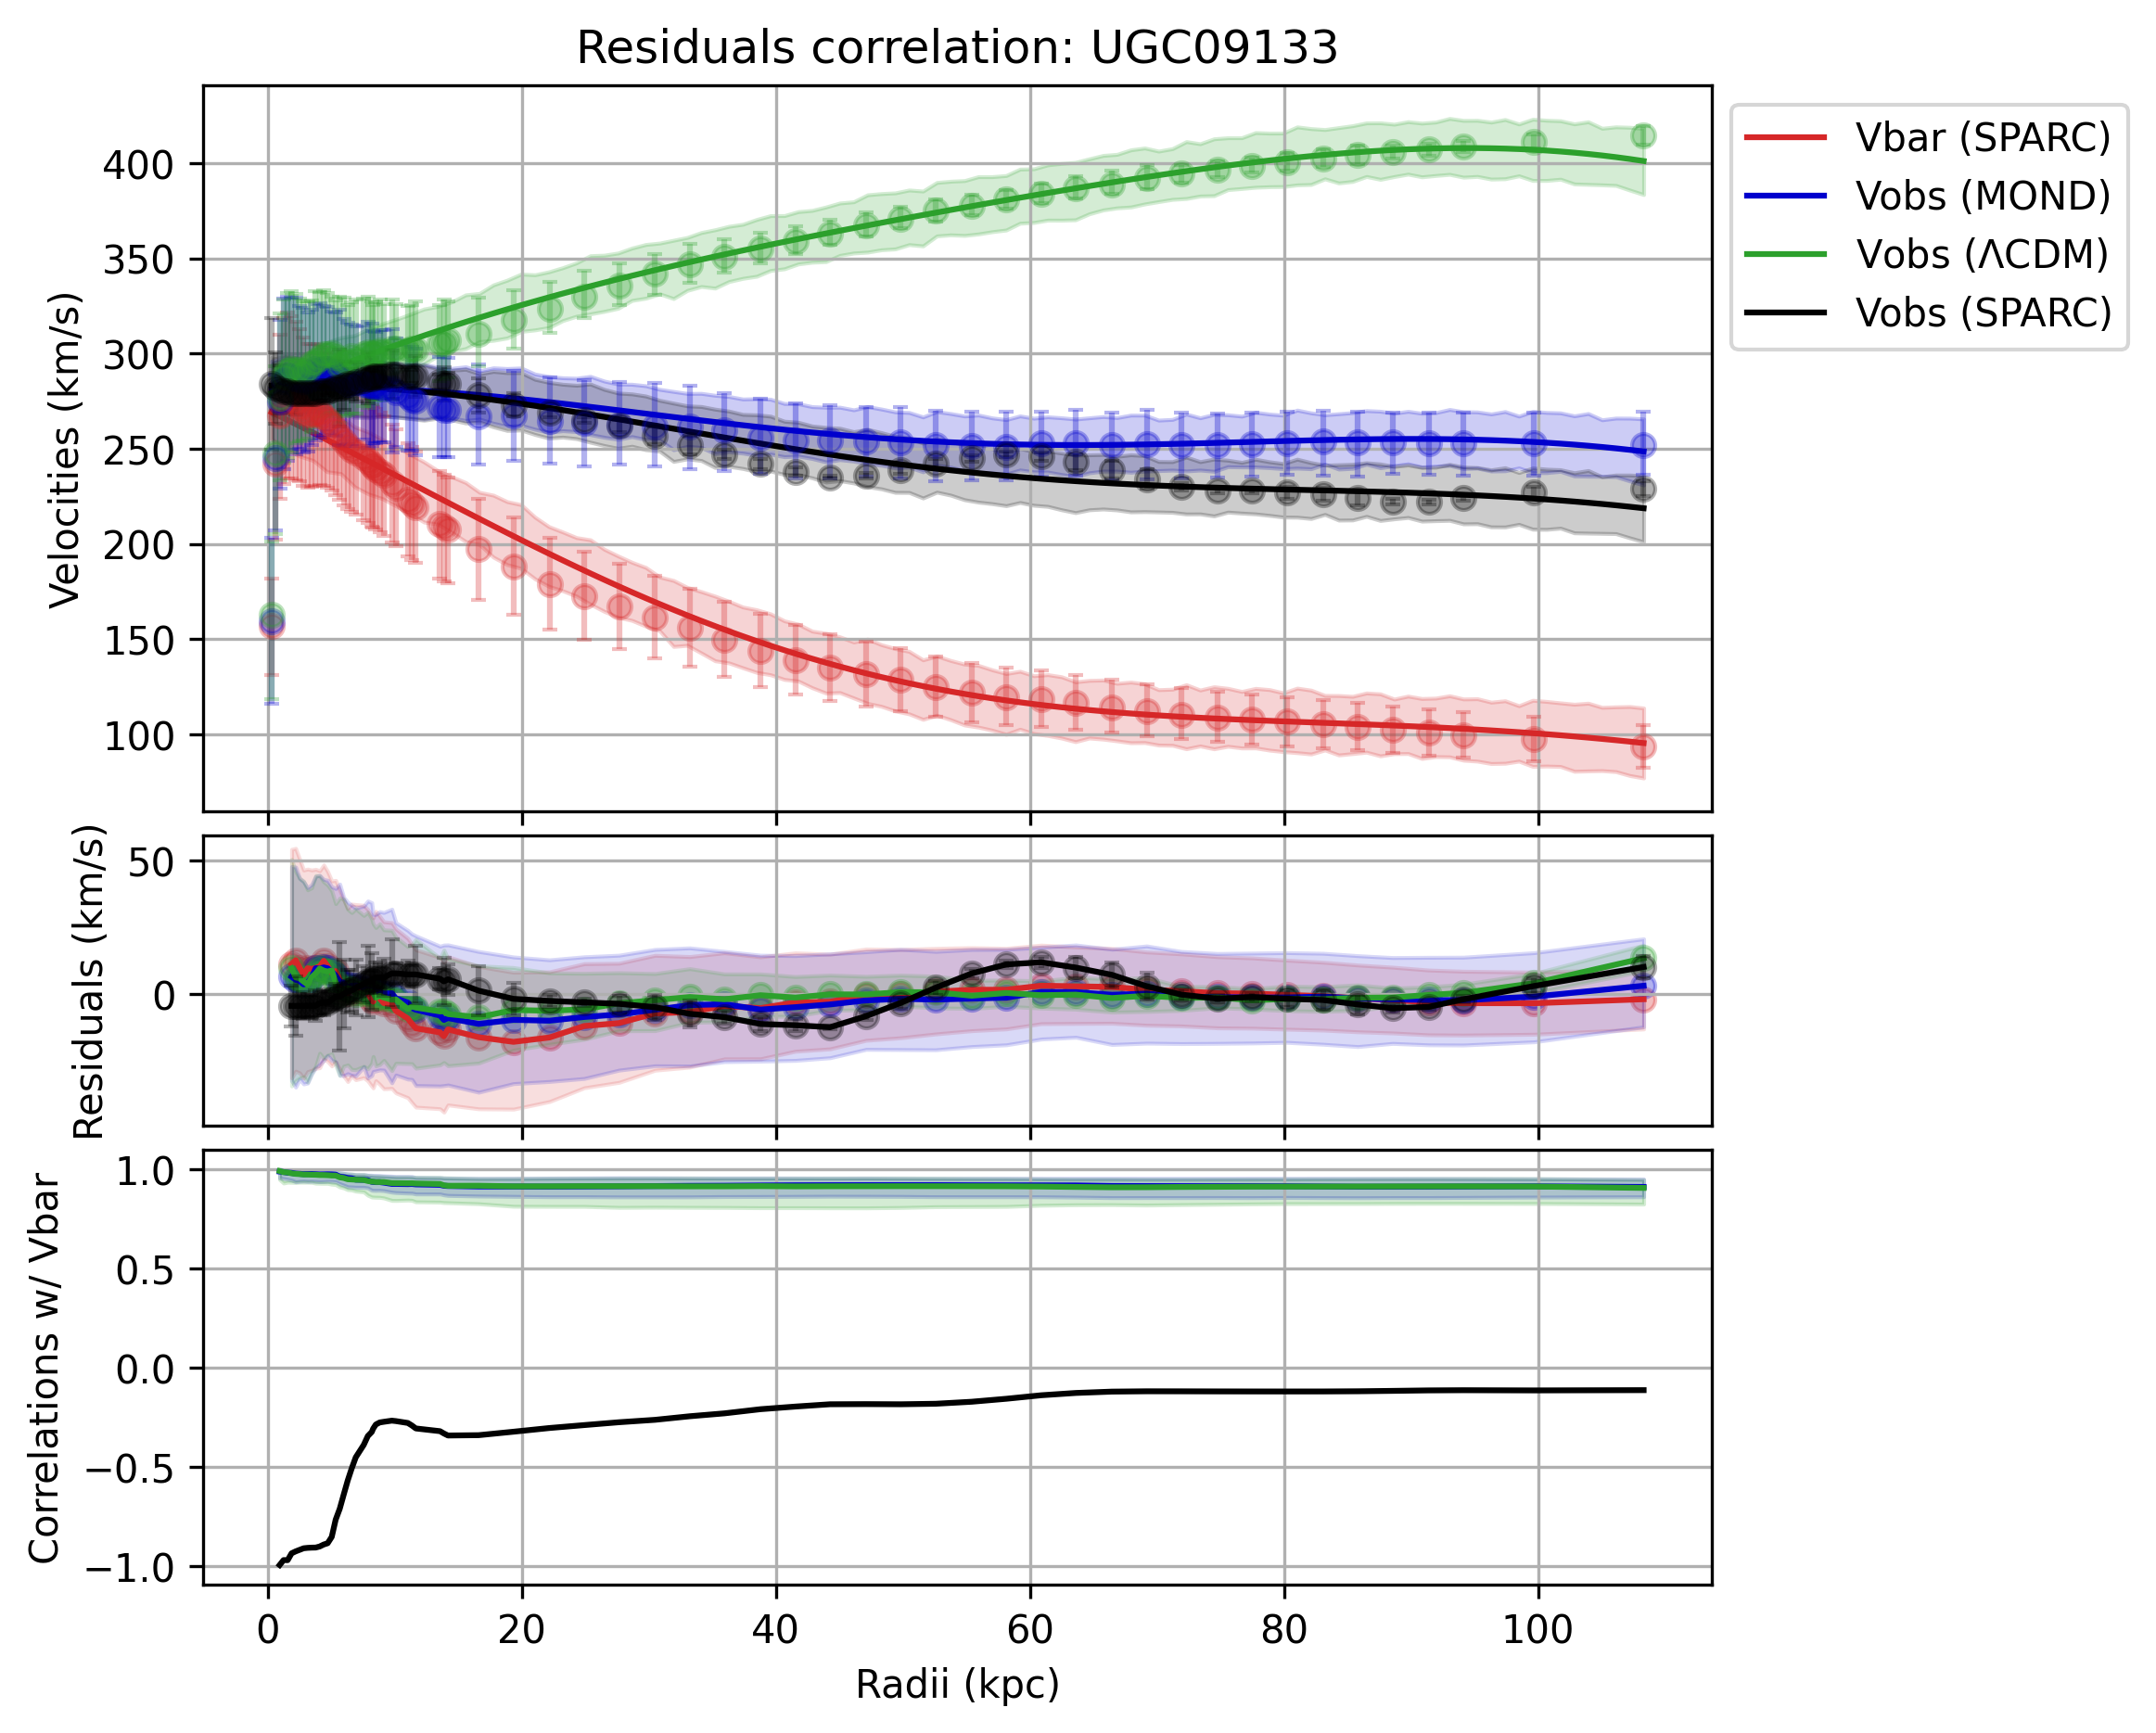 Residuals correlation: UGC09133
Velocities (km/s)
400
350
300
250
200
150
100
Vbar (SPARC)
Vobs (MOND)
Vobs (ΛCDM)
Vobs (SPARC)
Residuals (km/s)
50
0
Correlations w/ Vbar
1.0
0.5
0.0
−0.5
−1.0
0 20 40 60 80 100
Radii (kpc)